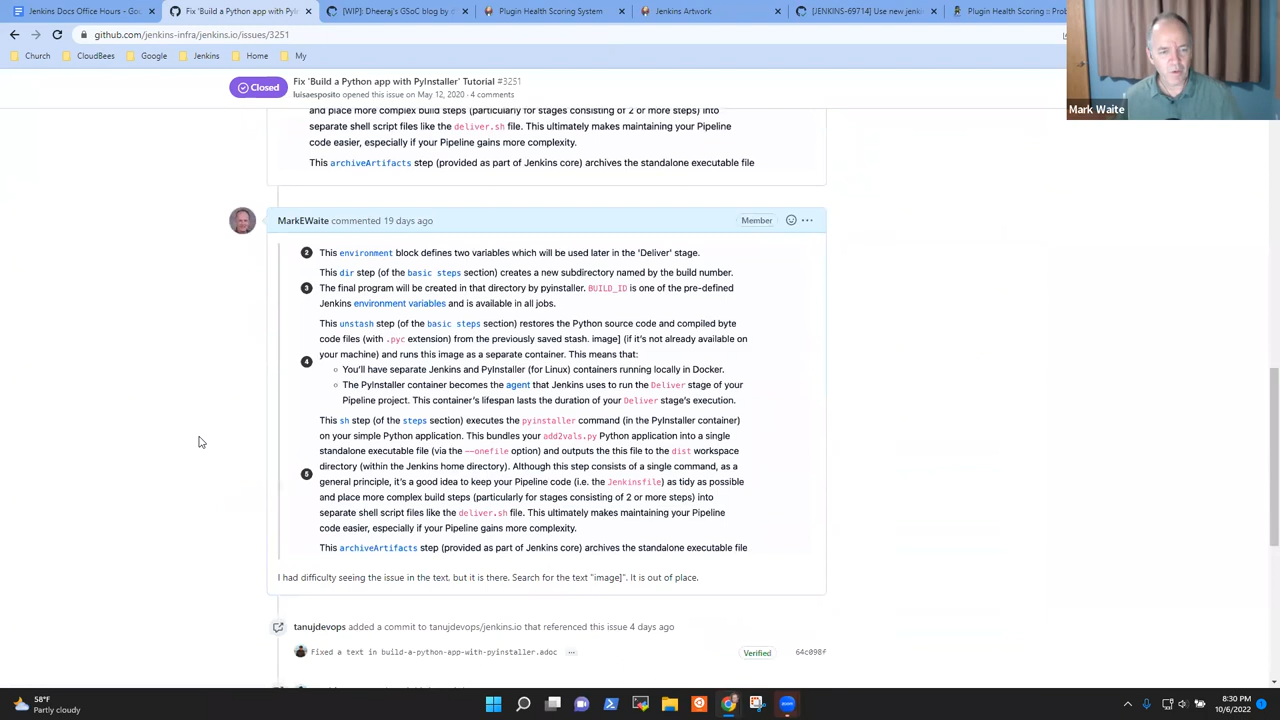 Jenkins Docs Office Hours - Goo
Fix 'Build a Python app with PyIn
[WIP]: Dheeraj's GSoC blog by d
Plugin Health Scoring System
Jenkins Artwork
[JENKINS-69714] Use new jenkin
Plugin Health Scoring :: Prob
github.com/jenkins-infra/jenkins.io/issues/3251
Church
CloudBees
Google
Jenkins
Home
My
Mark Waite
Closed
Fix 'Build a Python app with PyInstaller' Tutorial #3251
luisaesposito opened this issue on May 12, 2020 · 4 comments
and place more complex build steps (particularly for stages consisting of 2 or more steps) into
separate shell script files like the deliver.sh file. This ultimately makes maintaining your Pipeline
code easier, especially if your Pipeline gains more complexity.
This archiveArtifacts step (provided as part of Jenkins core) archives the standalone executable file
MarkEWaite commented 19 days ago
Member
2 This environment block defines two variables which will be used later in the 'Deliver' stage.
This dir step (of the basic steps section) creates a new subdirectory named by the build number.
3 The final program will be created in that directory by pyinstaller. BUILD_ID is one of the pre-defined
Jenkins environment variables and is available in all jobs.
This unstash step (of the basic steps section) restores the Python source code and compiled byte
code files (with .pyc extension) from the previously saved stash. image] (if it's not already available on
your machine) and runs this image as a separate container. This means that:
4
You'll have separate Jenkins and PyInstaller (for Linux) containers running locally in Docker.
The PyInstaller container becomes the agent that Jenkins uses to run the Deliver stage of your
Pipeline project. This container's lifespan lasts the duration of your Deliver stage's execution.
This sh step (of the steps section) executes the pyinstaller command (in the PyInstaller container)
on your simple Python application. This bundles your add2vals.py Python application into a single
standalone executable file (via the --onefile option) and outputs the this file to the dist workspace
directory (within the Jenkins home directory). Although this step consists of a single command, as a
5
general principle, it's a good idea to keep your Pipeline code (i.e. the Jenkinsfile) as tidy as possible
and place more complex build steps (particularly for stages consisting of 2 or more steps) into
separate shell script files like the deliver.sh file. This ultimately makes maintaining your Pipeline
code easier, especially if your Pipeline gains more complexity.
This archiveArtifacts step (provided as part of Jenkins core) archives the standalone executable file
I had difficulty seeing the issue in the text, but it is there. Search for the text "image]". It is out of place.
tanujdevops added a commit to tanujdevops/jenkins.io that referenced this issue 4 days ago
Fixed a text in build-a-python-app-with-pyinstaller.adoc ...
Verified
64c098f
58°F
Partly cloudy
8:30 PM
10/6/2022